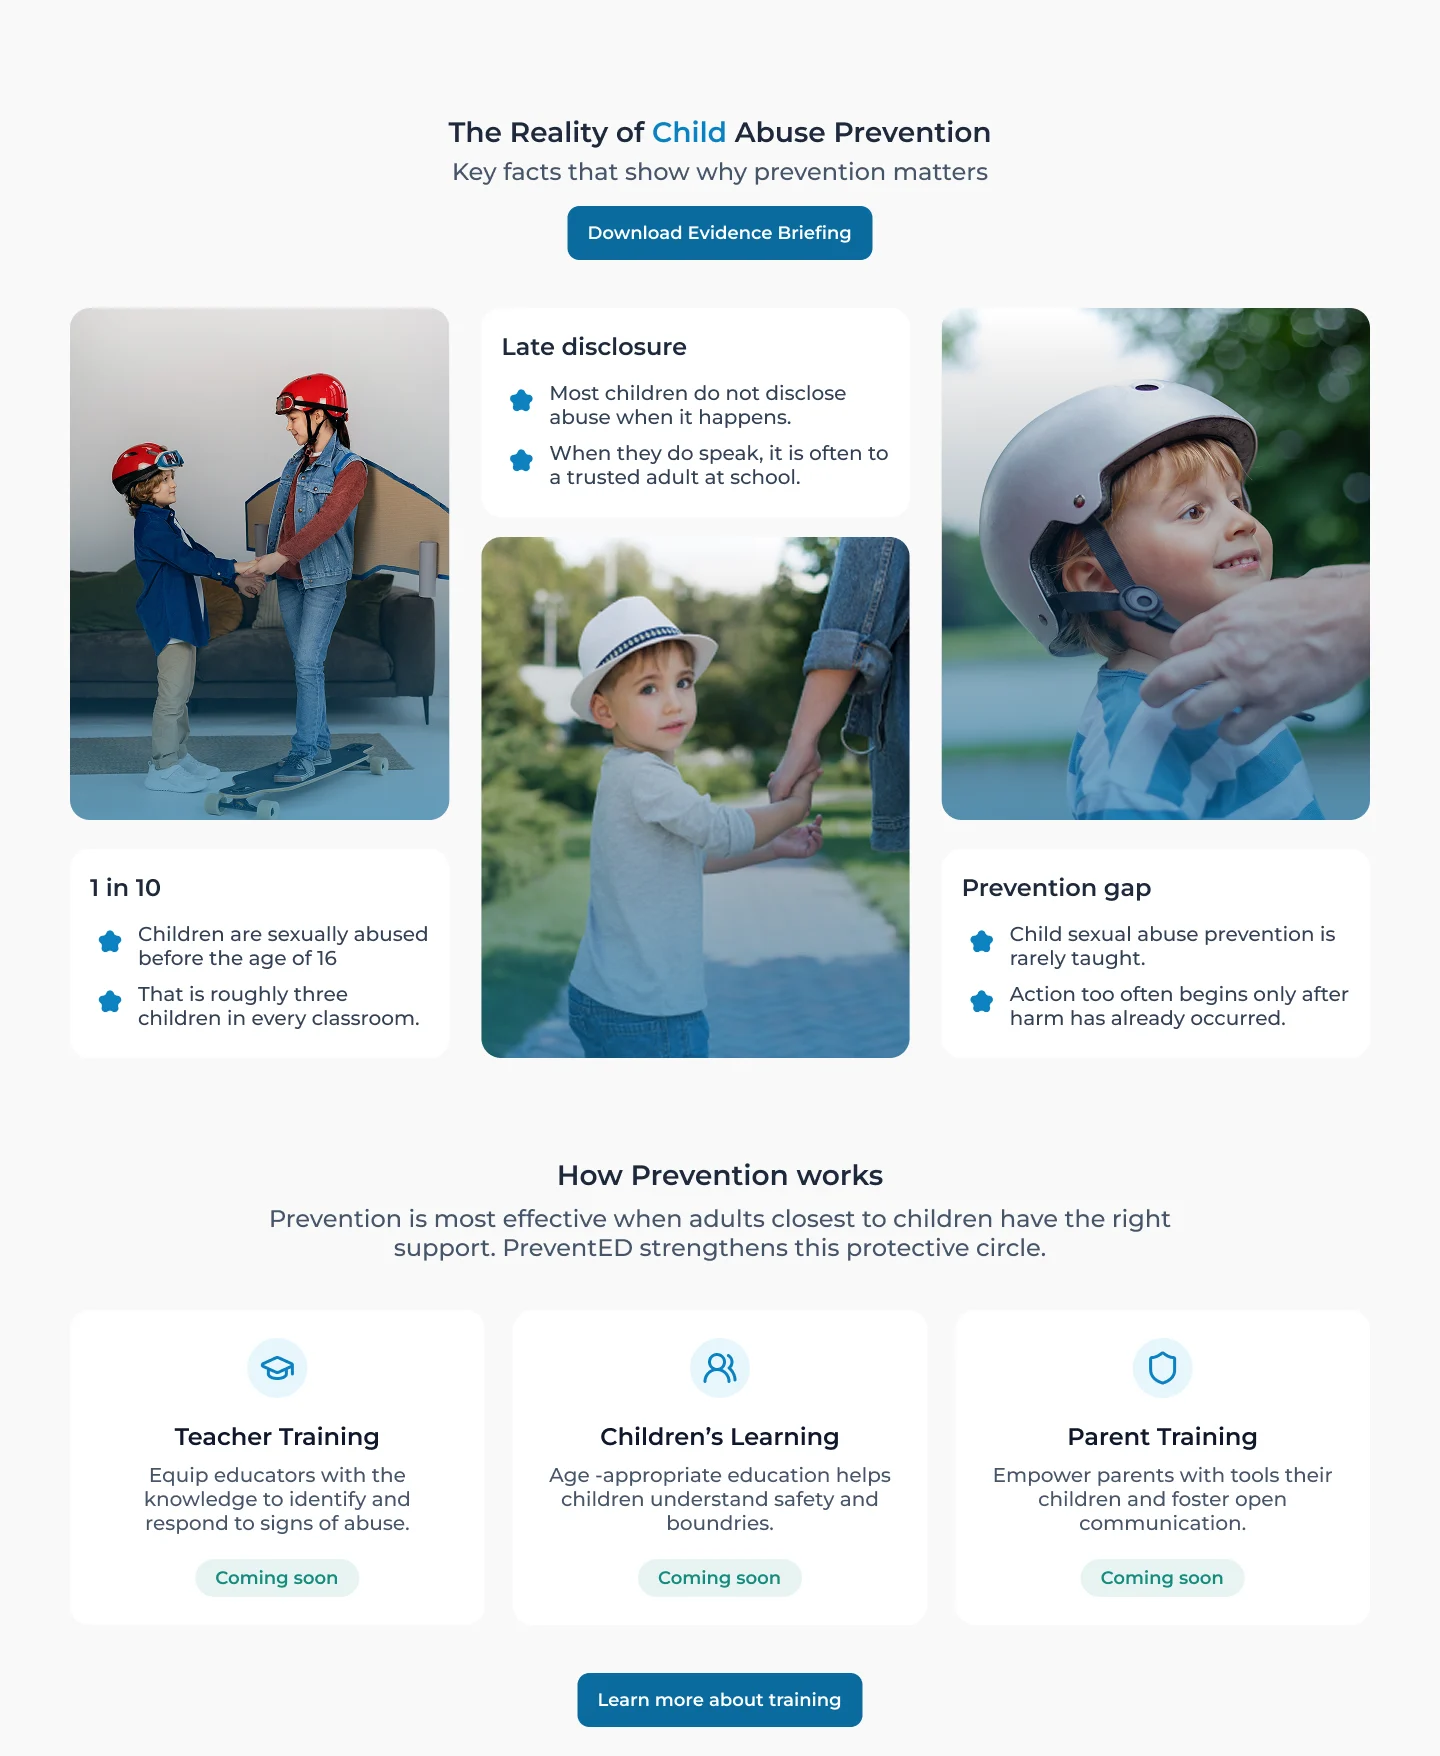 The Reality of Child Abuse Prevention
Key facts that show why prevention matters
Download Evidence Briefing
Late disclosure
Most children do not disclose
abuse when it happens.
When they do speak, it is often to
a trusted adult at school.
1 in 10
Children are sexually abused
before the age of 16
That is roughly three
children in every classroom.
Prevention gap
Child sexual abuse prevention is
rarely taught.
Action too often begins only after
harm has already occurred.
How Prevention works
Prevention is most effective when adults closest to children have the right
support. PreventED strengthens this protective circle.
Teacher Training
Equip educators with the
knowledge to identify and
respond to signs of abuse.
Coming soon
Children’s Learning
Age -appropriate education helps
children understand safety and
boundries.
Coming soon
Parent Training
Empower parents with tools their
children and foster open
communication.
Coming soon
Learn more about training